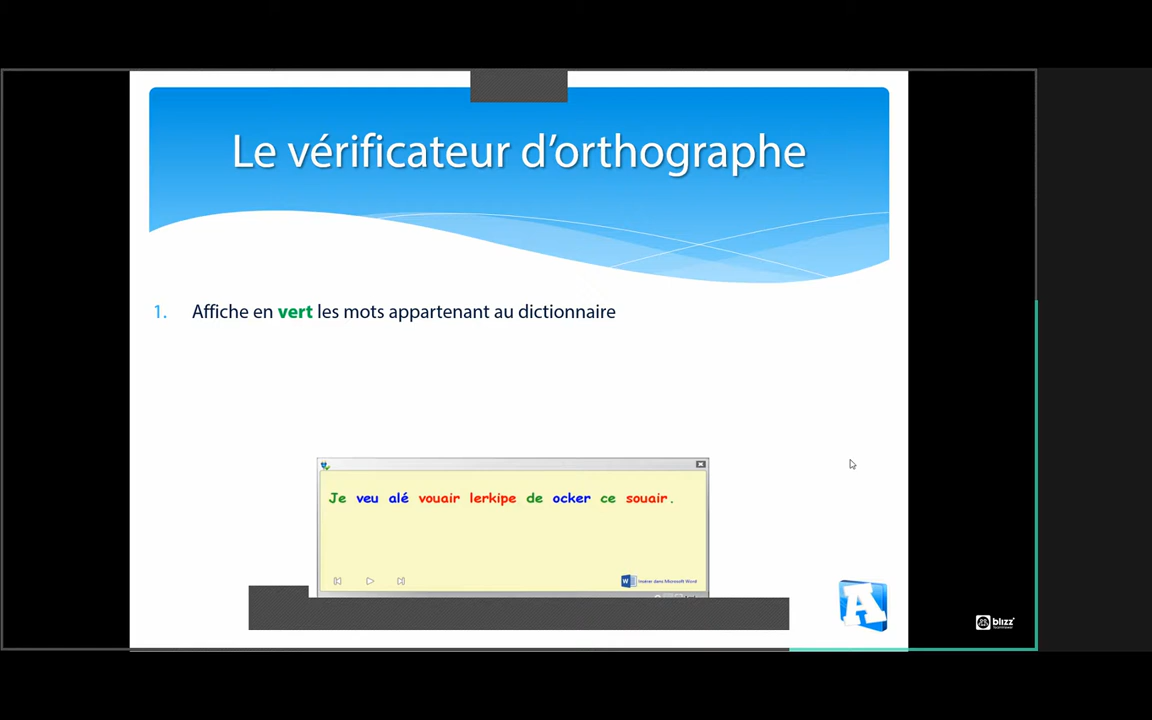 Le vérificateur d’orthographe
1. Affiche en vert les mots appartenant au dictionnaire
Je veu alé vouair lerkipe de ocker ce souair.
W Insérer dans Microsoft Word
A
blizz